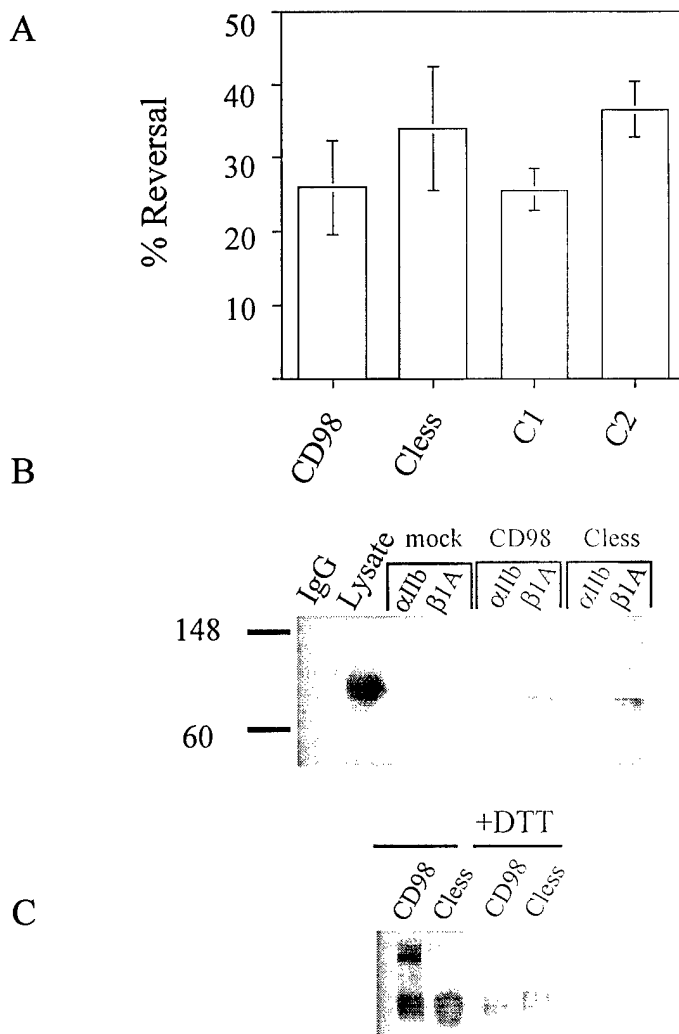 A
50
40
30
20
10
% Reversal
CD98
Cless
C1
C2
B
mock CD98 Cless
IgG Lysate αIIb β1A αIIb β1A αIIb β1A
148
60
+DTT
C
CD98 Cless CD98 Cless